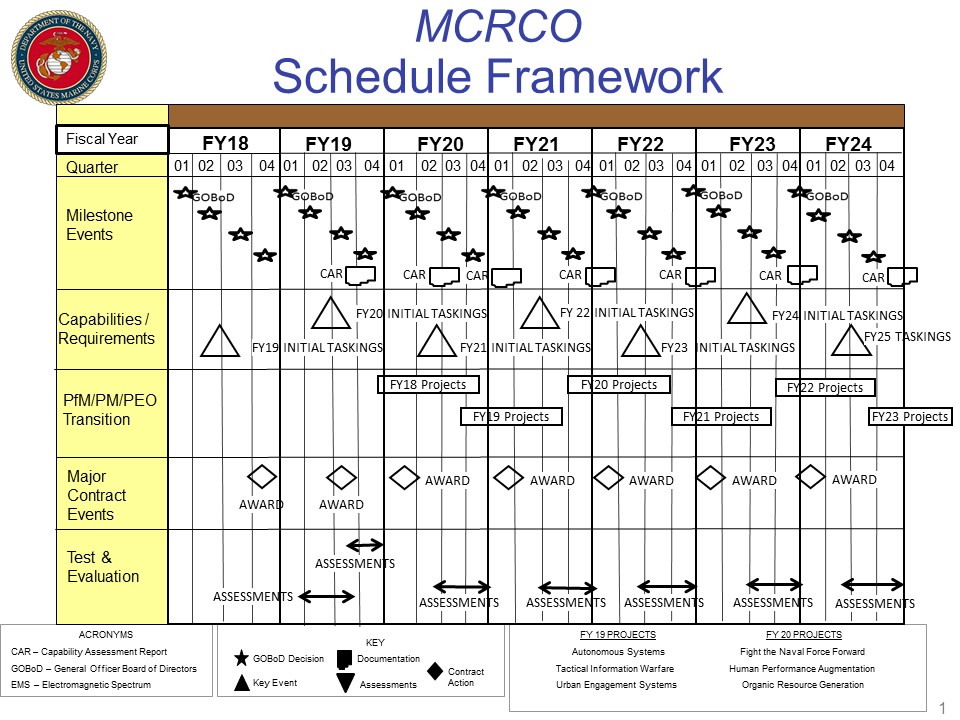 MCRCO
Schedule Framework
DEPARTMENT OF THE NAVY
UNITED STATES MARINE CORPS
Fiscal Year FY18 FY19 FY20 FY21 FY22 FY23 FY24
Quarter 01 02 03 04 01 02 03 04 01 02 03 04 01 02 03 04 01 02 03 04 01 02 03 04 01 02 03 04
Milestone
Events
GOBoD GOBoD GOBoD GOBoD GOBoD GOBoD GOBoD
CAR CAR CAR CAR CAR CAR CAR
Capabilities /
Requirements
FY20 INITIAL TASKINGS FY 22 INITIAL TASKINGS FY24 INITIAL TASKINGS
FY19 INITIAL TASKINGS FY21 INITIAL TASKINGS FY23 INITIAL TASKINGS FY25 TASKINGS
PfM/PM/PEO
Transition
FY18 Projects FY20 Projects FY22 Projects
FY19 Projects FY21 Projects FY23 Projects
Major
Contract
Events
AWARD AWARD AWARD AWARD AWARD
AWARD AWARD
Test &
Evaluation
ASSESSMENTS
ASSESSMENTS ASSESSMENTS ASSESSMENTS ASSESSMENTS ASSESSMENTS ASSESSMENTS
ACRONYMS
CAR – Capability Assessment Report
GOBoD – General Officer Board of Directors
EMS – Electromagnetic Spectrum
KEY
GOBoD Decision
Documentation
Contract
Action
Key Event
Assessments
FY 19 PROJECTS
Autonomous Systems
Tactical Information Warfare
Urban Engagement Systems
FY 20 PROJECTS
Fight the Naval Force Forward
Human Performance Augmentation
Organic Resource Generation
1